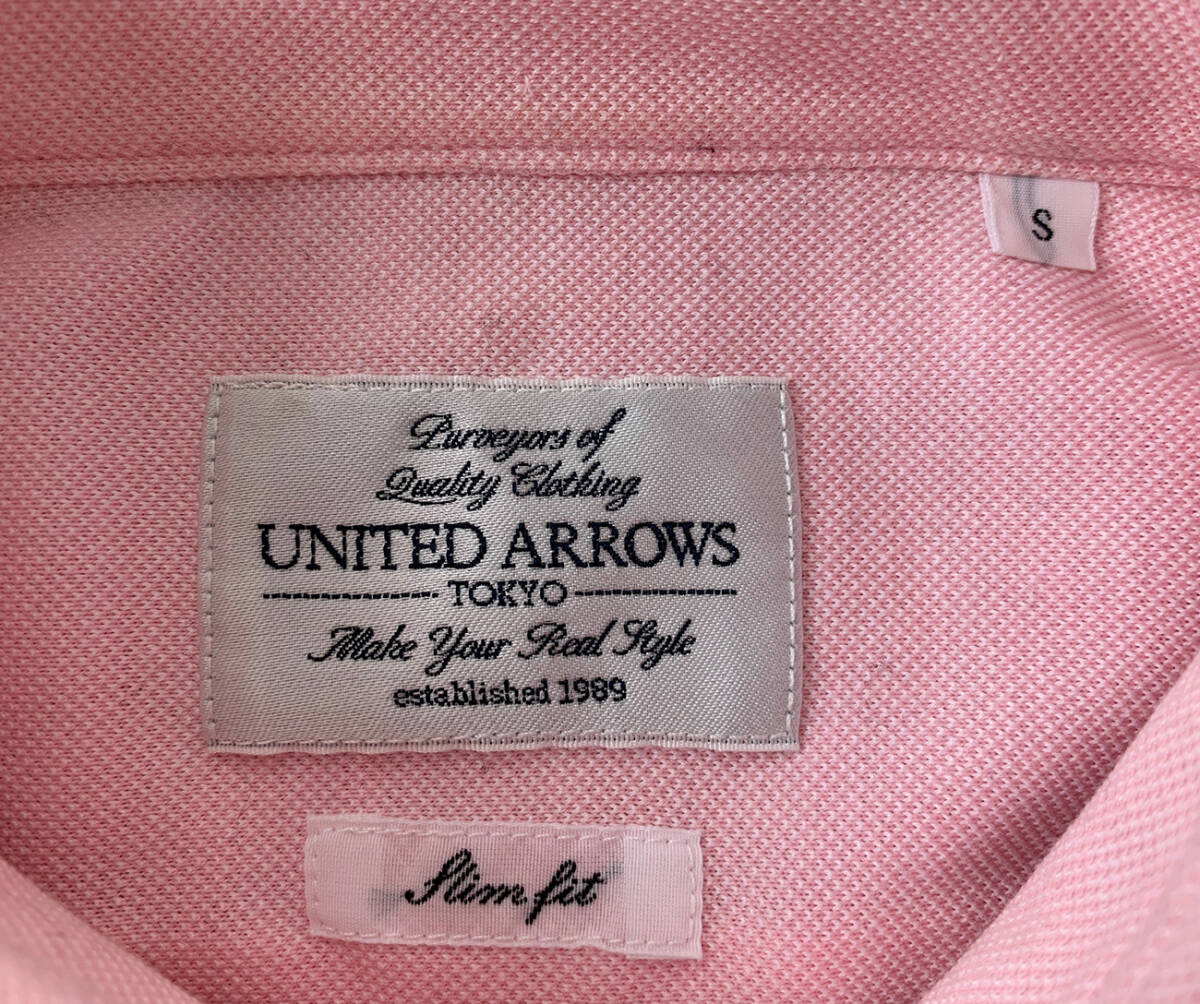 S
Purveyors of
Quality Clothing
UNITED ARROWS
TOKYO
Make Your Real Style
established 1989
Slim fit